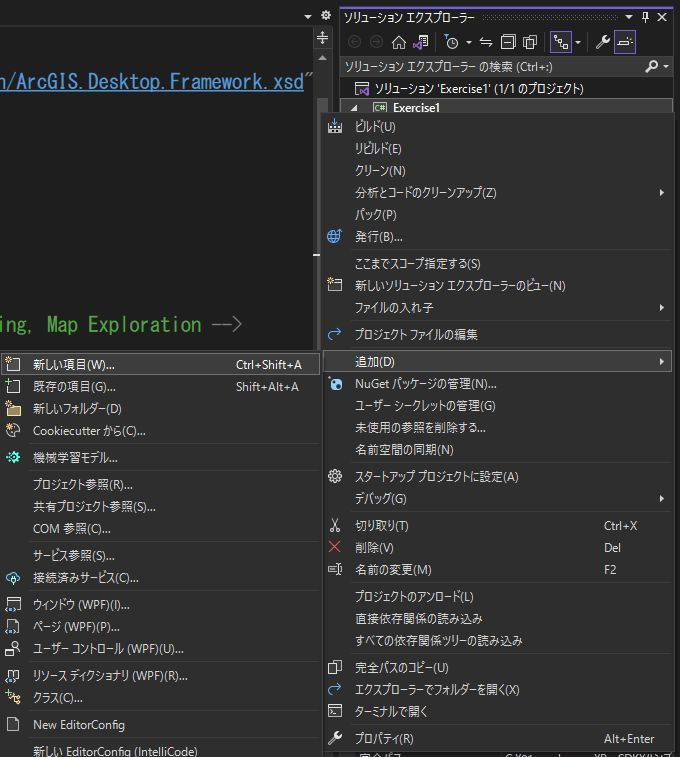 ソリューション エクスプローラー
ソリューション エクスプローラー の検索 (Ctrl+:)
n/ArcGIS.Desktop.Framework.xsd"
ソリューション 'Exercise1' (1/1 のプロジェクト)
Exercise1
ビルド(U)
リビルド(E)
クリーン(N)
分析とコードのクリーンアップ(Z)
パック(P)
発行(B)...
ここまでスコープ指定する(S)
新しいソリューション エクスプローラーのビュー(N)
ファイルの入れ子
ing, Map Exploration -->
プロジェクト ファイルの編集
追加(D)
NuGet パッケージの管理(N)...
ユーザー シークレットの管理(G)
未使用の参照を削除する...
名前空間の同期(N)
スタートアップ プロジェクトに設定(A)
デバッグ(G)
切り取り(T) Ctrl+X
削除(V) Del
名前の変更(M) F2
プロジェクトのアンロード(L)
直接依存関係の読み込み
すべての依存関係ツリーの読み込み
完全パスのコピー(U)
エクスプローラーでフォルダーを開く(X)
ターミナルで開く
プロパティ(R) Alt+Enter
新しい項目(W)... Ctrl+Shift+A
既存の項目(G)... Shift+Alt+A
新しいフォルダー(D)
Cookiecutter から(C)...
機械学習モデル...
プロジェクト参照(R)...
共有プロジェクト参照(S)...
COM 参照(C)...
サービス参照(S)...
接続済みサービス(C)...
ウィンドウ (WPF)(I)...
ページ (WPF)(P)...
ユーザー コントロール (WPF)(U)...
リソース ディクショナリ (WPF)(R)...
クラス(C)...
New EditorConfig
新しい EditorConfig (IntelliCode)